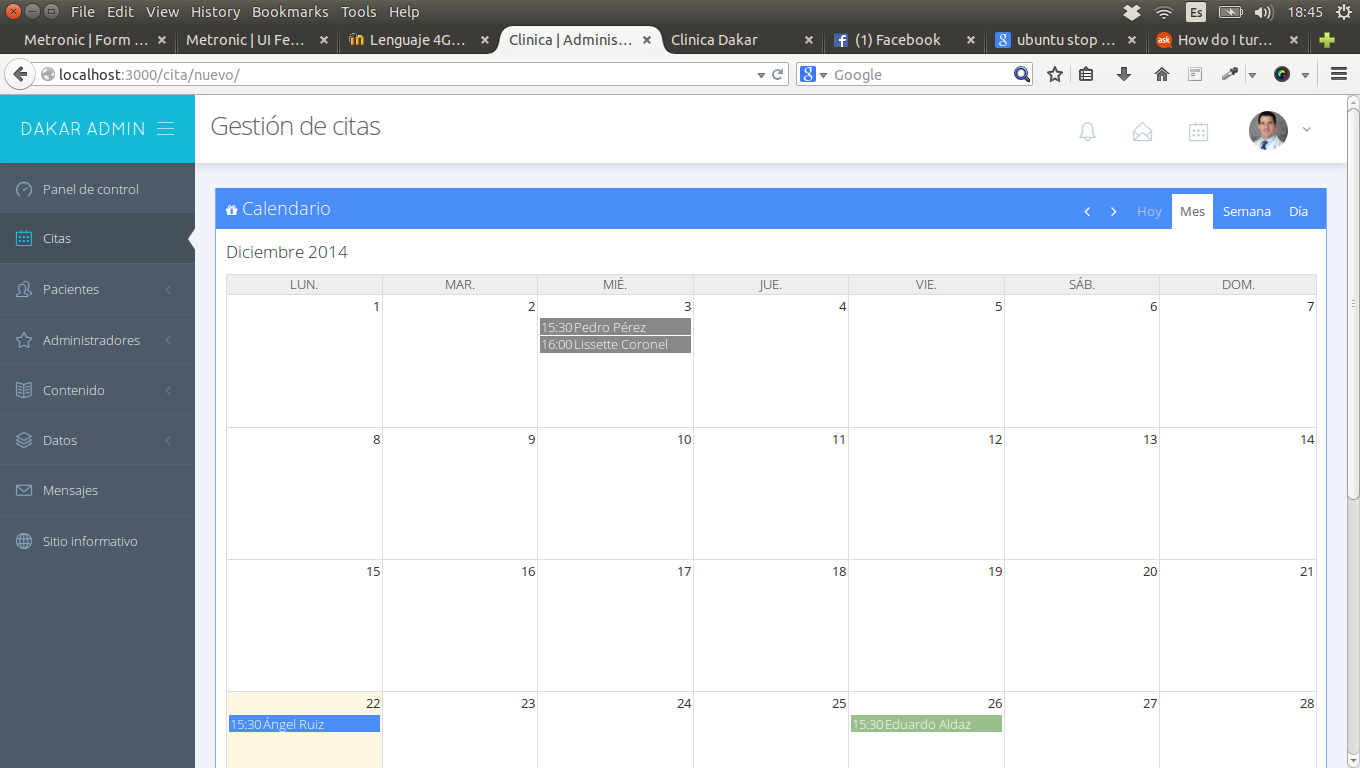 File Edit View History Bookmarks Tools Help Es 18:45
Metronic | Form ... Metronic | UI Fe... Lenguaje 4G... Clinica | Adminis... Clinica Dakar (1) Facebook ubuntu stop ... ask How do I tur...
localhost:3000/cita/nuevo/ Google
DAKAR ADMIN
Gestión de citas
Panel de control
Citas
Pacientes
Administradores
Contenido
Datos
Mensajes
Sitio informativo
Calendario Hoy Mes Semana Día
Diciembre 2014
LUN. MAR. MIÉ. JUE. VIE. SÁB. DOM.
1 2 3 4 5 6 7
15:30 Pedro Pérez
16:00 Lissette Coronel
8 9 10 11 12 13 14
15 16 17 18 19 20 21
22 23 24 25 26 27 28
15:30 Ángel Ruiz 15:30 Eduardo Aldaz